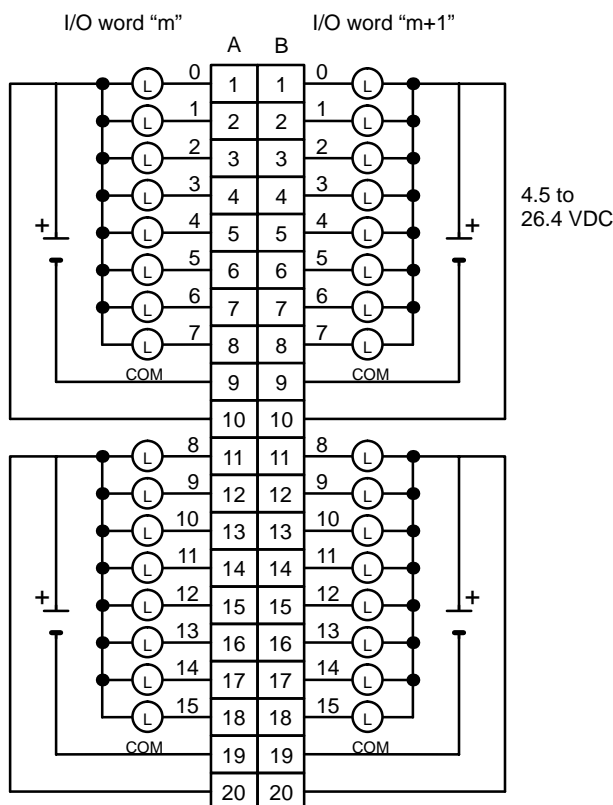 I/O word “m” I/O word “m+1”
A B
L 0 1 1 0 L
L 1 2 2 1 L
L 2 3 3 2 L
L 3 4 4 3 L
4.5 to
26.4 VDC
+ L 4 5 5 4 L +
L 5 6 6 5 L
L 6 7 7 6 L
L 7 8 8 7 L
COM 9 9 COM
10 10
L 8 11 11 8 L
L 9 12 12 9 L
L 10 13 13 10 L
L 11 14 14 11 L
+ L 12 15 15 12 L +
L 13 16 16 13 L
L 14 17 17 14 L
L 15 18 18 15 L
COM 19 19 COM
20 20